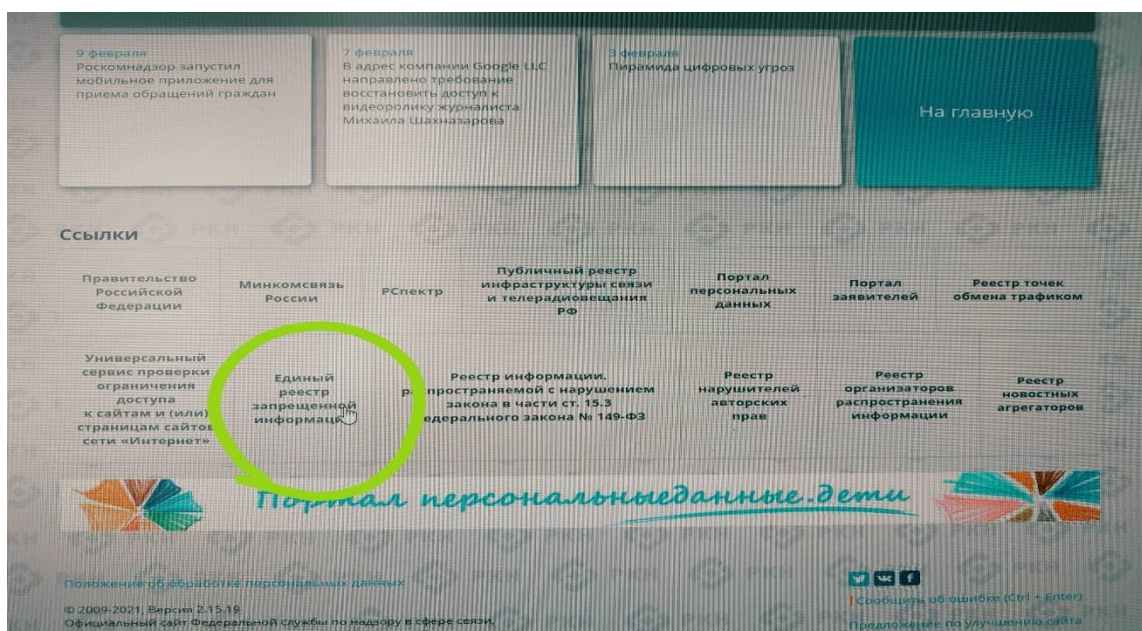 9 февраля
Роскомнадзор запустил
мобильное приложение для
приема обращений граждан
7 февраля
В адрес компании Google LLC
направлено требование
восстановить доступ к
видеоролику журналиста
Михаила Шахназарова
3 февраля
Пирамида цифровых угроз
На главную
Ссылки
Правительство
Российской
Федерации
Минкомсвязь
России
РСпектр
Публичный реестр
инфраструктуры связи
и телерадиовещания
РФ
Портал
персональных
данных
Портал
заявителей
Реестр точек
обмена трафиком
Универсальный
сервис проверки
ограничения
доступа
к сайтам и (или)
страницам сайтов
сети «Интернет»
Единый
реестр
запрещенной
информации
Реестр информации,
распространяемой с нарушением
закона в части ст. 15.3
Федерального закона № 149-ФЗ
Реестр
нарушителей
авторских
прав
Реестр
организаторов
распространения
информации
Реестр
новостных
агрегаторов
Портал персональныеданные.дети
Положение об обработке персональных данных
© 2009-2021, Версия 2.15.19
Официальный сайт Федеральной службы по надзору в сфере связи,
Сообщить об ошибке (Ctrl + Enter)
Предложение по улучшению сайта
РКН